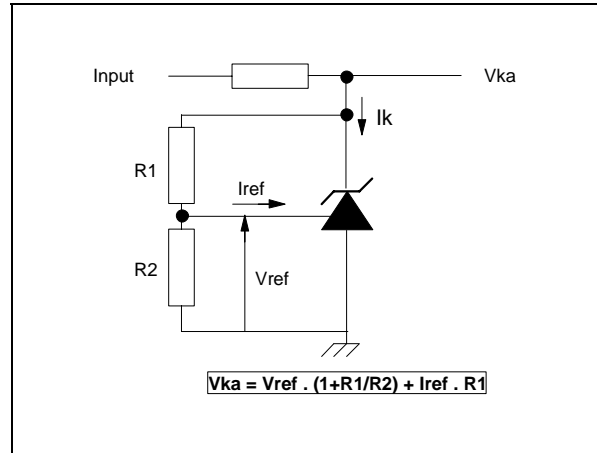 Input Vka
Ik
R1
Iref
R2
Vref
Vka = Vref . (1+R1/R2) + Iref . R1